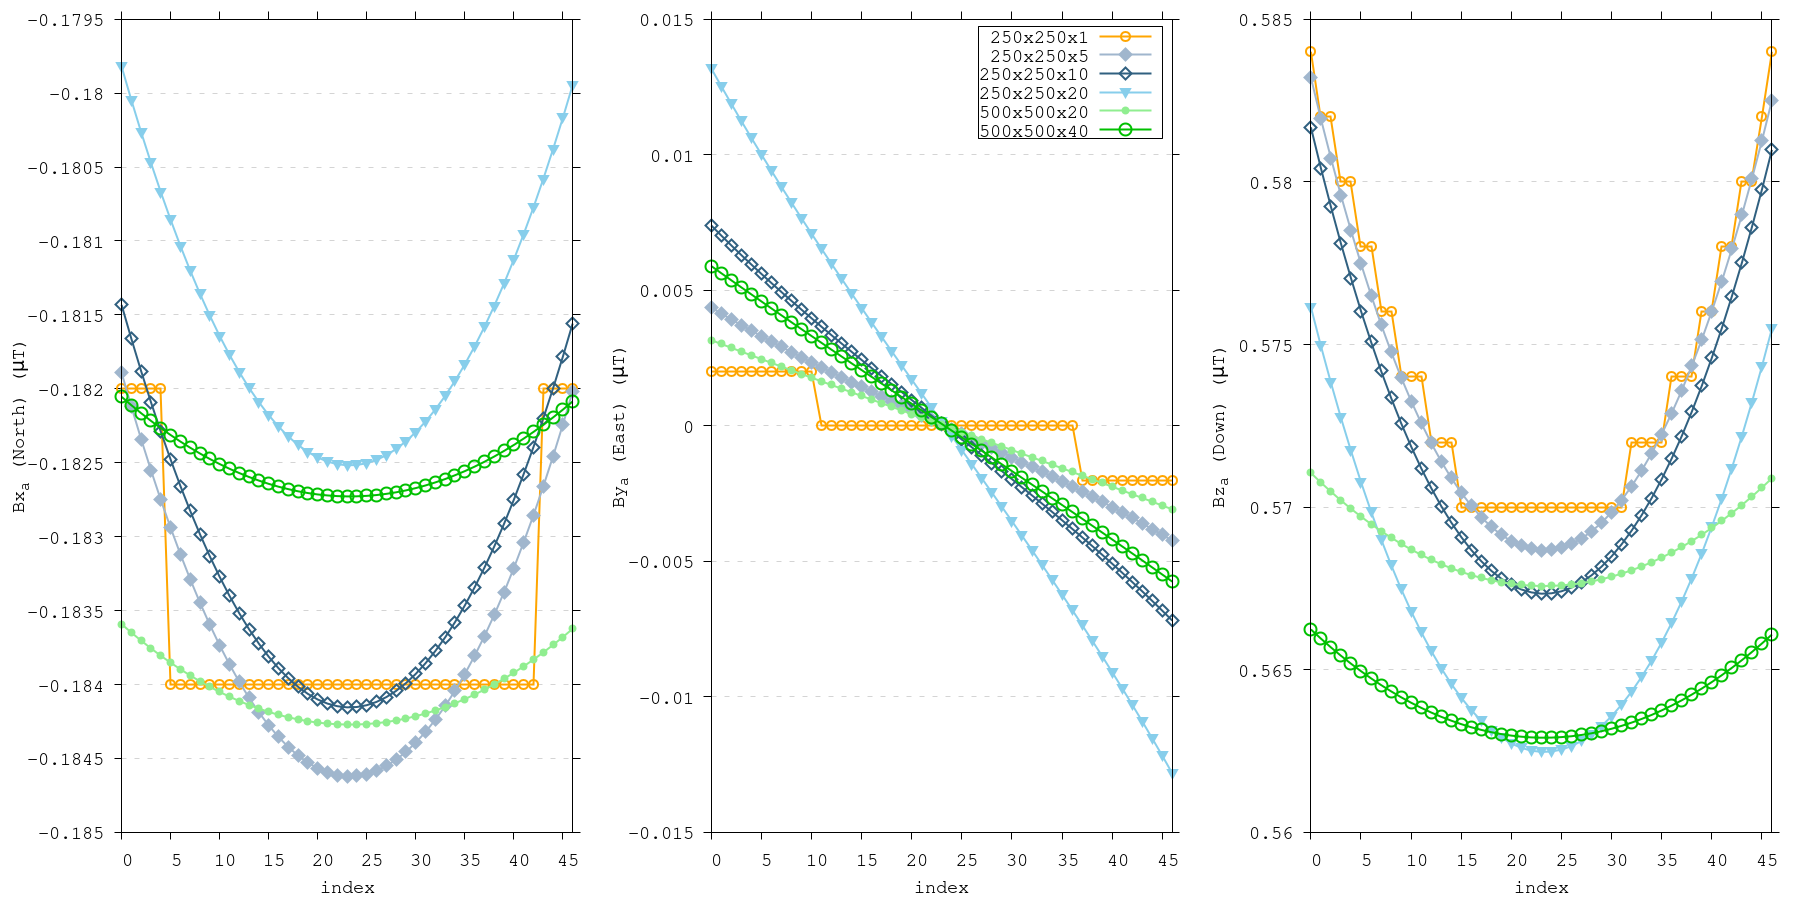 -0.1795
-0.18
-0.1805
-0.181
-0.1815
-0.182
-0.1825
-0.183
-0.1835
-0.184
-0.1845
-0.185
Bxa (North) (µT)
0 5 10 15 20 25 30 35 40 45
index
0.015
0.01
0.005
0
-0.005
-0.01
-0.015
Bya (East) (µT)
250x250x1
250x250x5
250x250x10
250x250x20
500x500x20
500x500x40
0 5 10 15 20 25 30 35 40 45
index
0.585
0.58
0.575
0.57
0.565
0.56
Bza (Down) (µT)
0 5 10 15 20 25 30 35 40 45
index